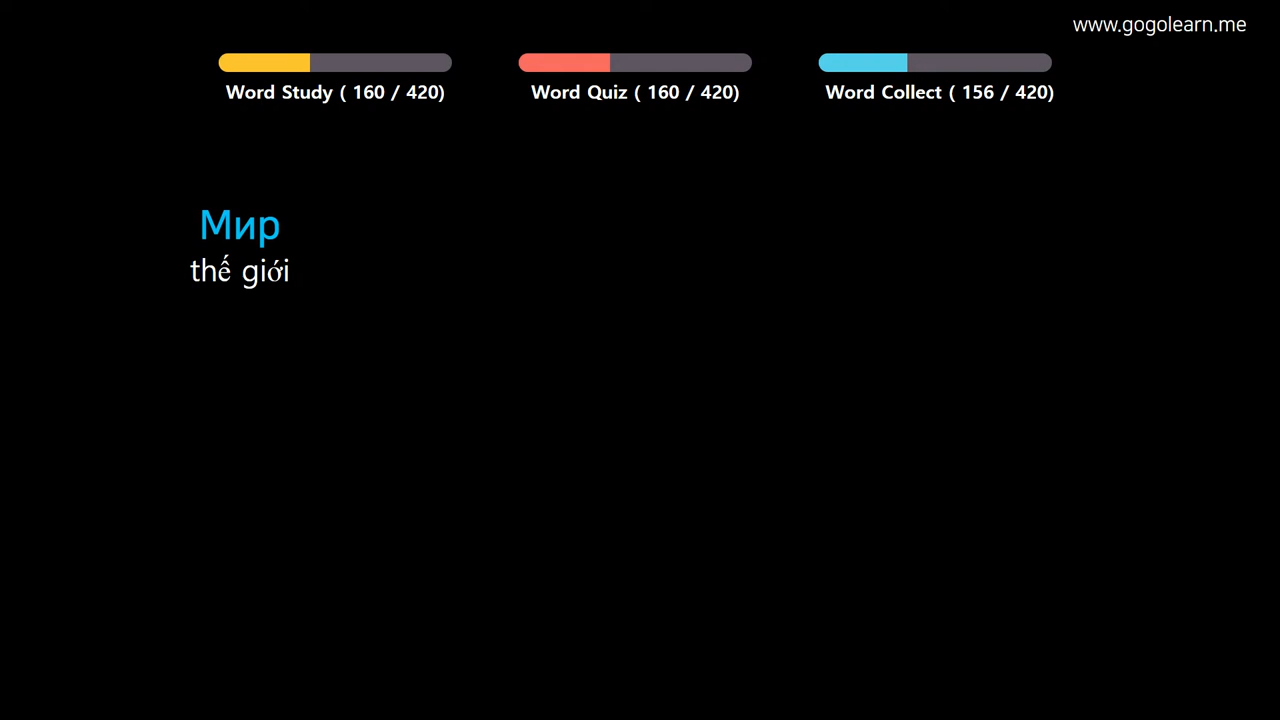 www.gogolearn.me
Word Study ( 160 / 420)
Word Quiz ( 160 / 420)
Word Collect ( 156 / 420)
Мир
thế giới